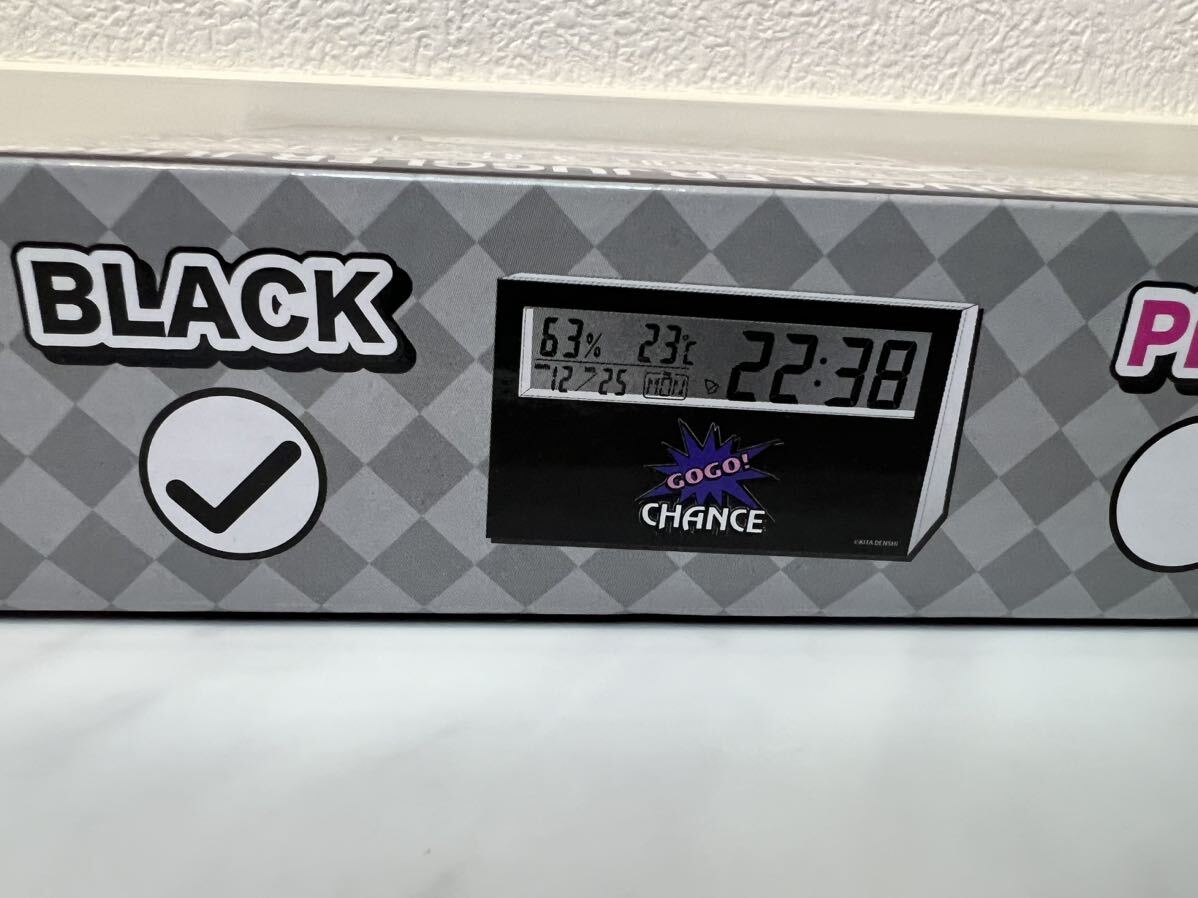 BLACK
63% 23℃ 22:38
12/25 MON
GOGO!
CHANCE
©KITA DENSHI